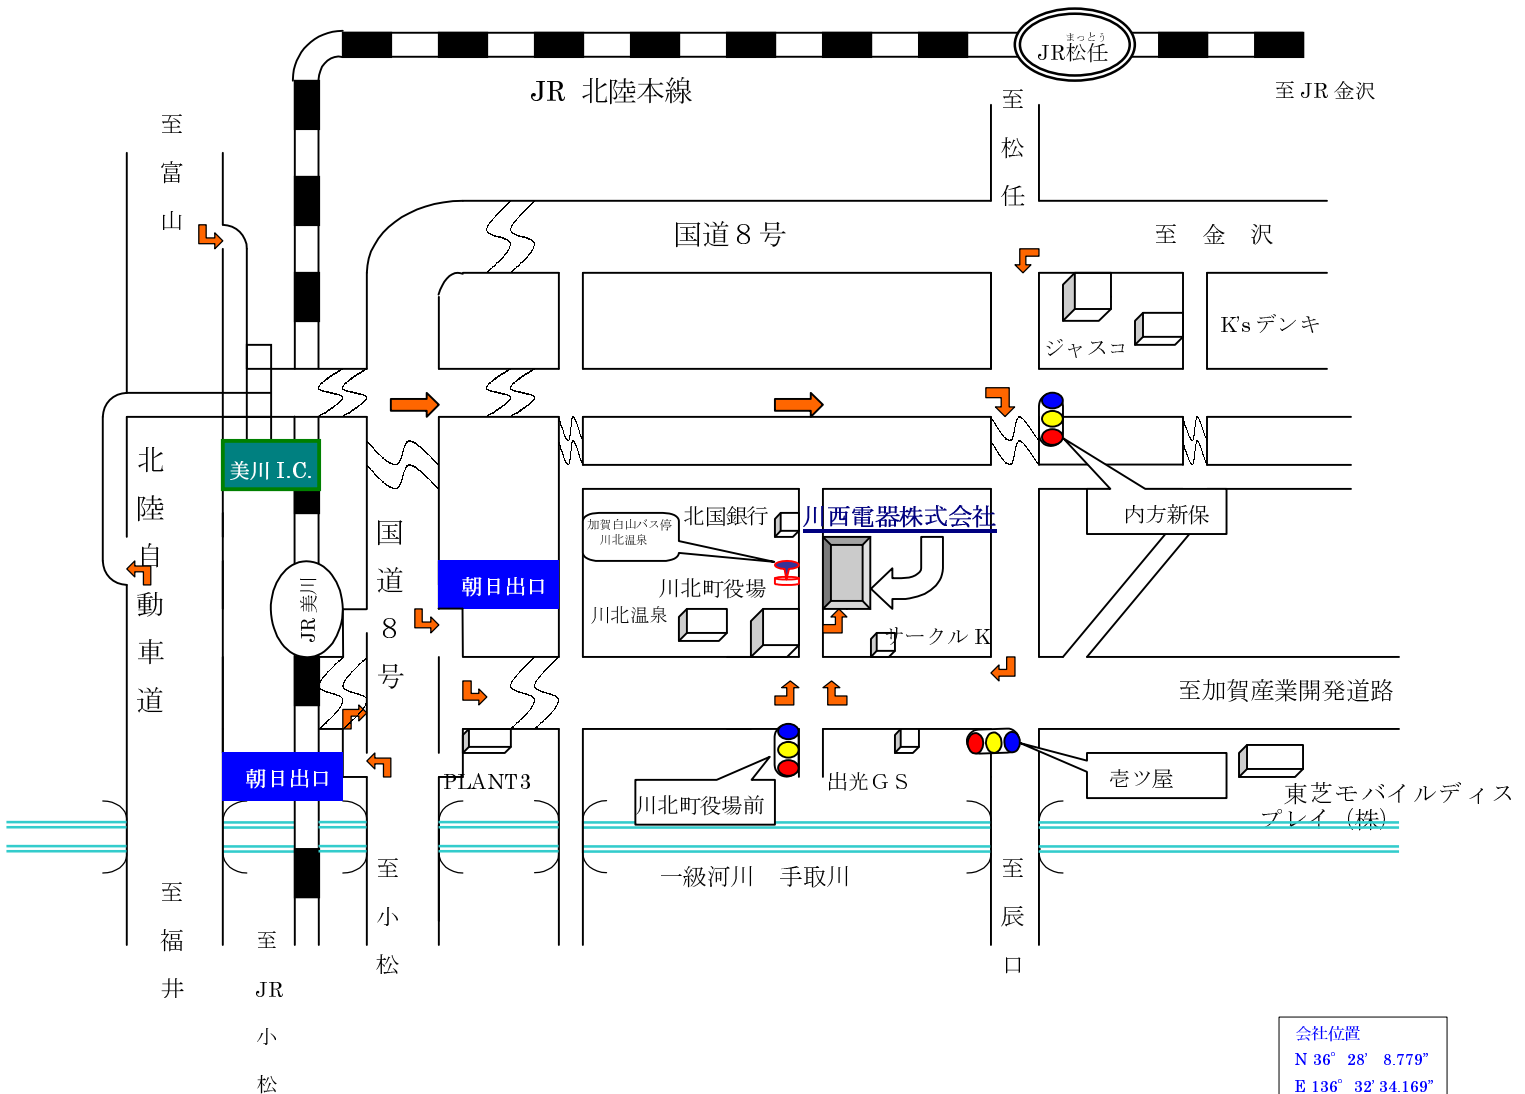 まっとう
JR松任
JR 北陸本線
至JR金沢
至富山
至松任
国道８号
至 金 沢
K'sデンキ
ジャスコ
美川I.C.
北陸自動車道
国道８号
加賀白山バス停
川北温泉
北国銀行
川西電器株式会社
内方新保
朝日出口
川北町役場
川北温泉
サークルK
JR美川
至加賀産業開発道路
朝日出口
PLANT3
川北町役場前
出光ＧＳ
壱ツ屋
東芝モバイルディス
プレイ（株）
一級河川　手取川
至小松
至辰口
至福井
至JR小松
会社位置
N 36° 28’ 8.779”
E 136° 32’ 34.169”